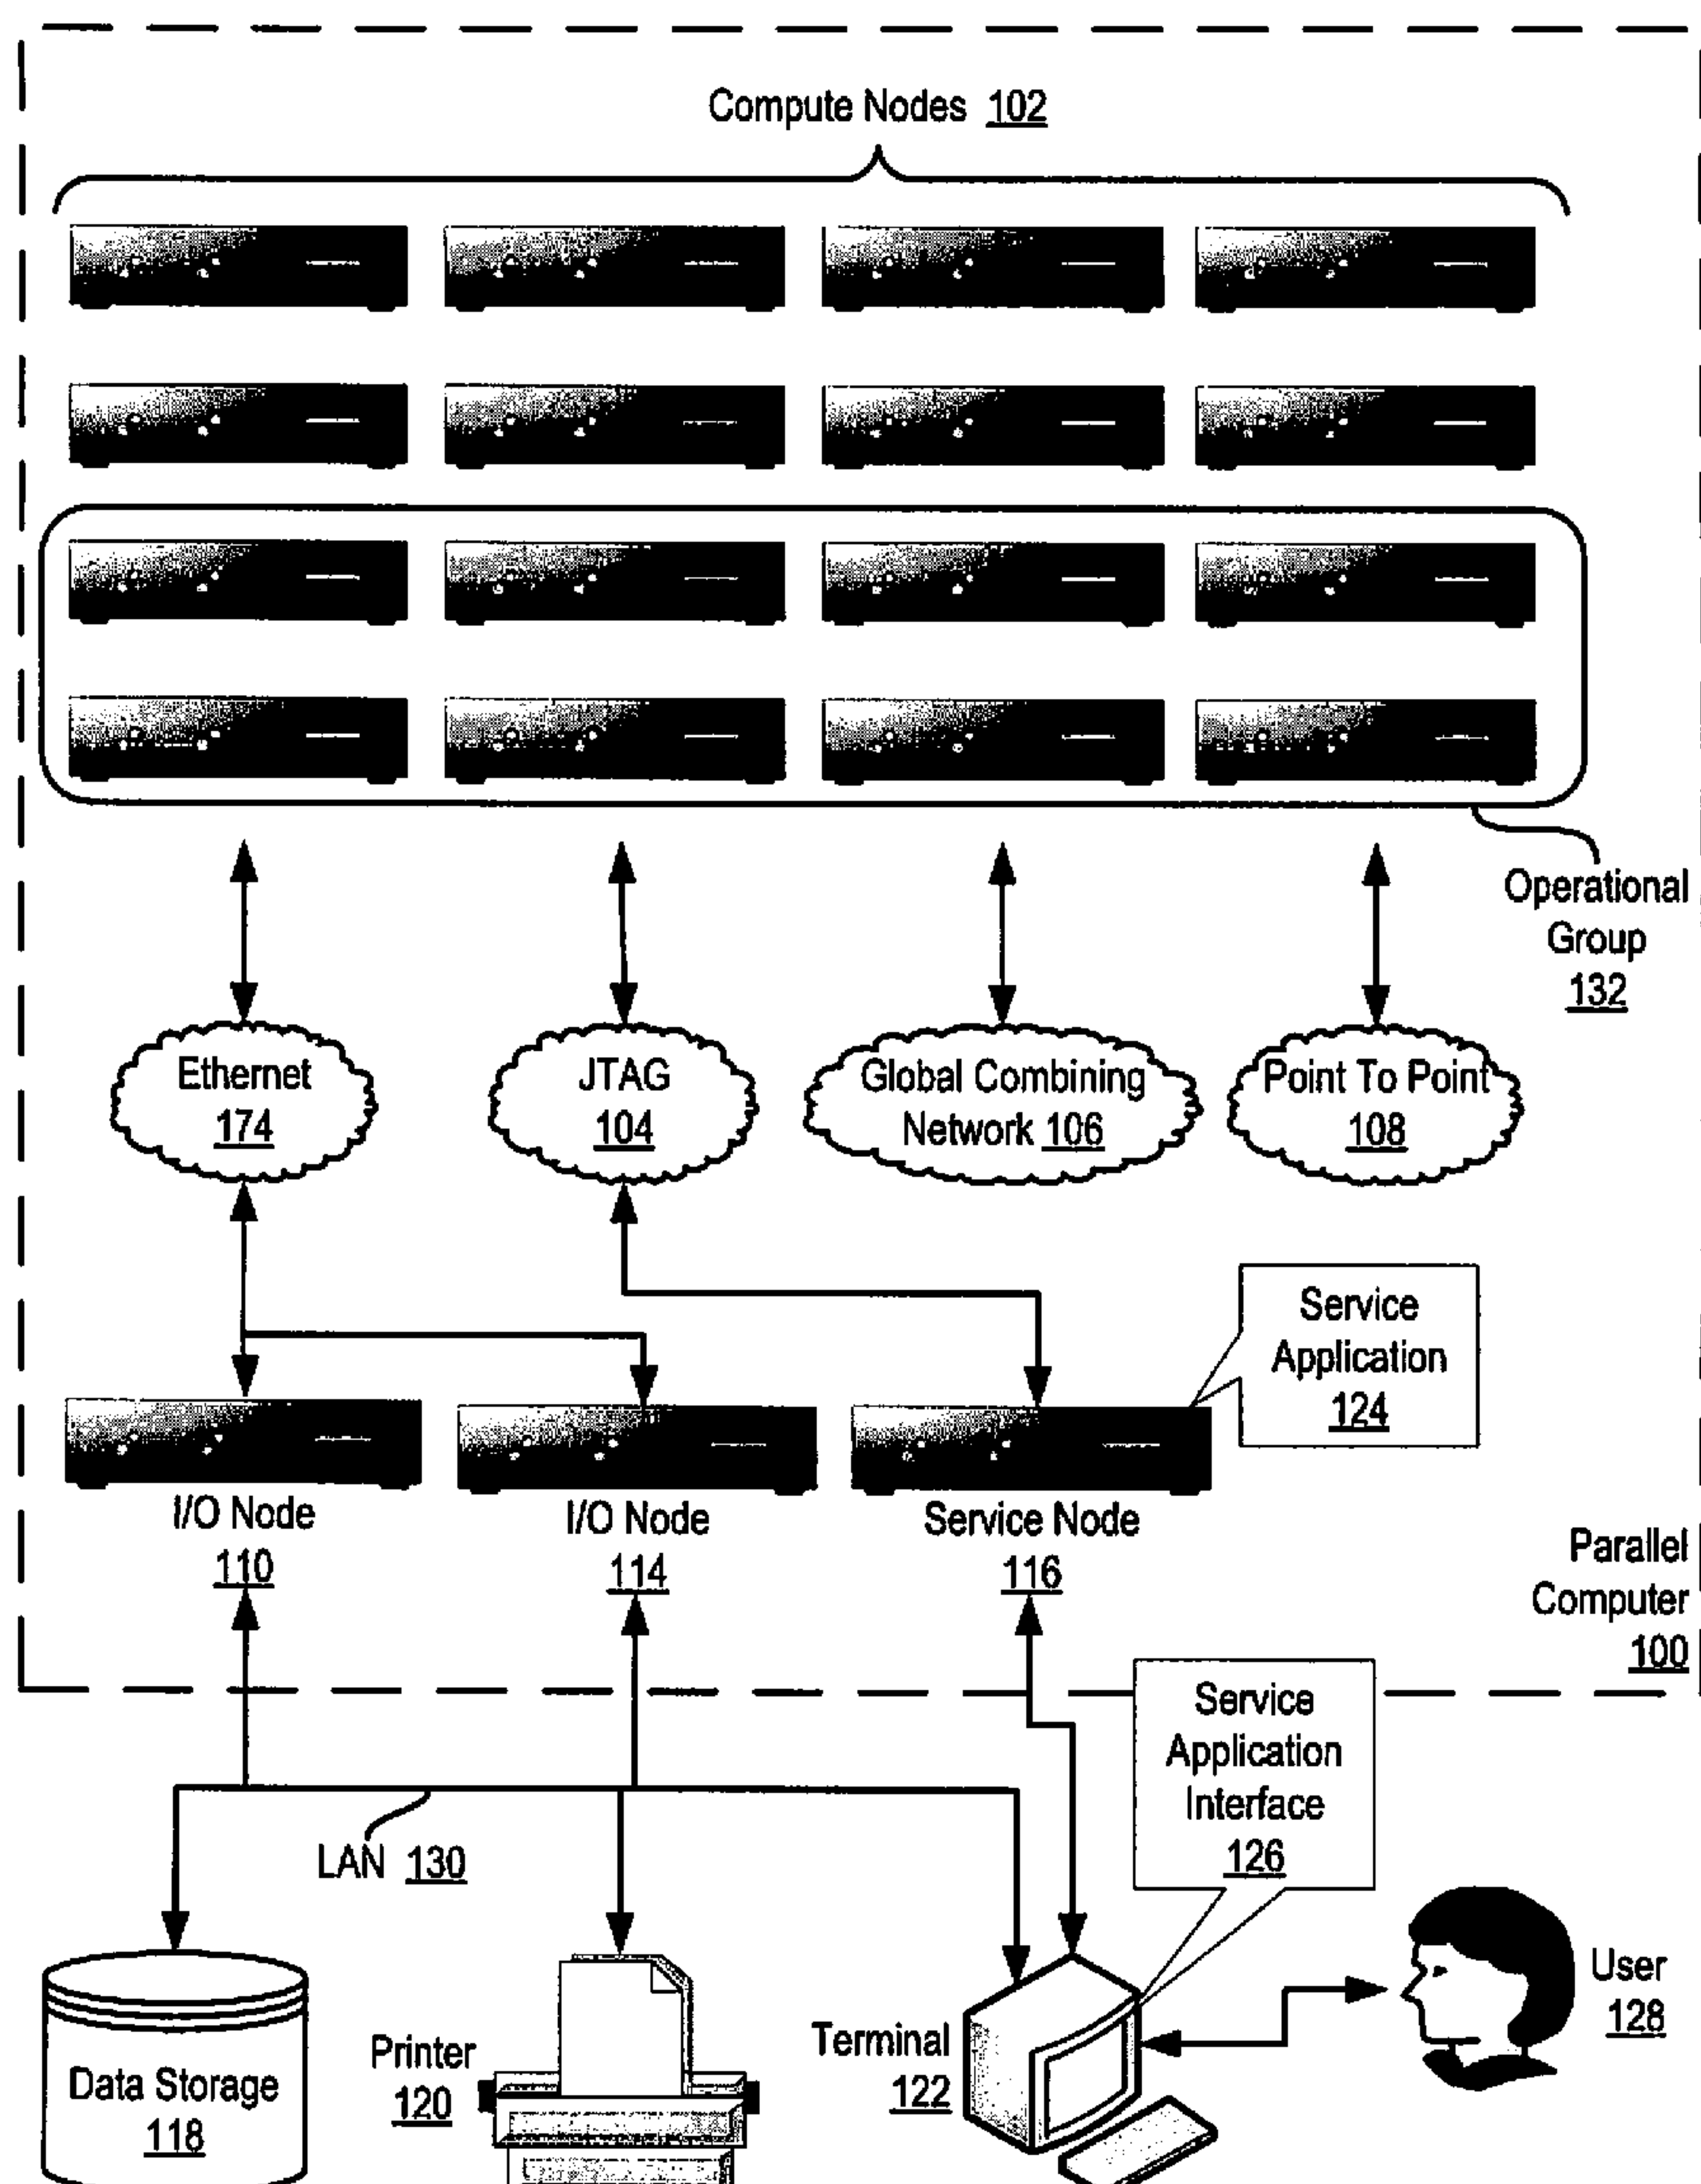 Compute Nodes 102
Operational
Group
132
Ethernet
174
JTAG
104
Global Combining
Network 106
Point To Point
108
Service
Application
124
I/O Node
110
I/O Node
114
Service Node
116
Parallel
Computer
100
Service
Application
Interface
126
LAN 130
Data Storage
118
Printer
120
Terminal
122
User
128